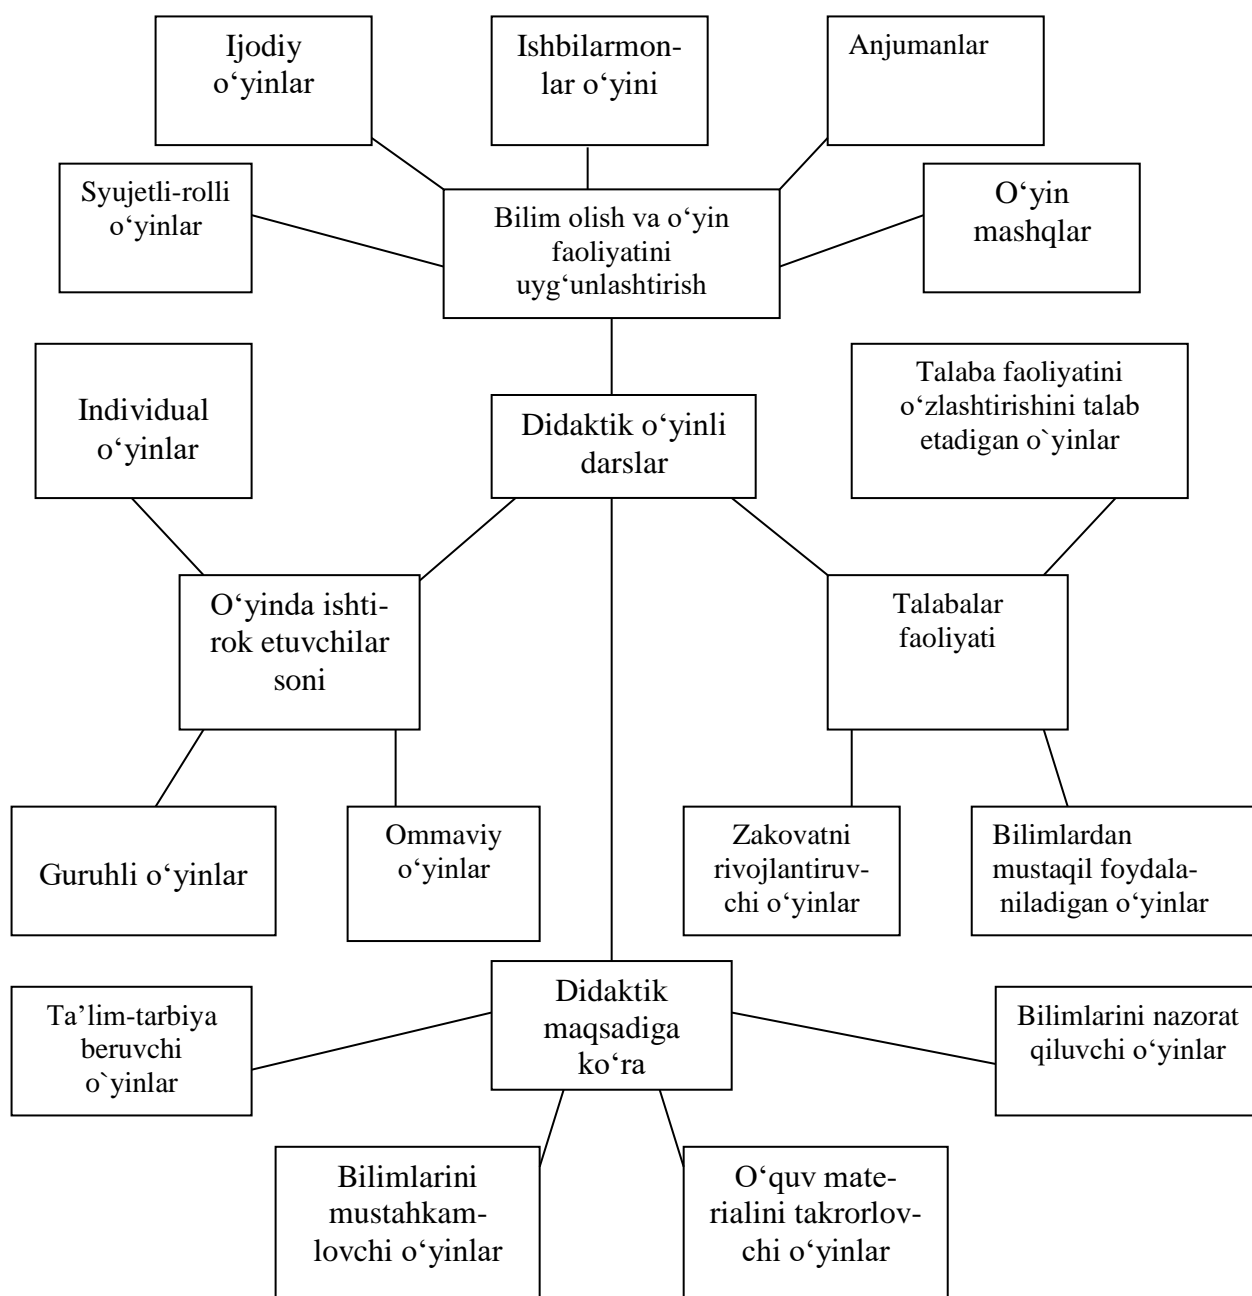 Ijodiy
o‘yinlar
Ishbilarmon-
lar o‘yini
Anjumanlar
Syujetli-rolli
o‘yinlar
Bilim olish va o‘yin
faoliyatini
uyg‘unlashtirish
O‘yin
mashqlar
Individual
o‘yinlar
Didaktik o‘yinli
darslar
Talaba faoliyatini
o‘zlashtirishini talab
etadigan o`yinlar
O‘yinda ishti-
rok etuvchilar
soni
Talabalar
faoliyati
Guruhli o‘yinlar
Ommaviy
o‘yinlar
Zakovatni
rivojlantiruv-
chi o‘yinlar
Bilimlardan
mustaqil foydala-
niladigan o‘yinlar
Ta’lim-tarbiya
beruvchi
o`yinlar
Didaktik
maqsadiga
ko‘ra
Bilimlarini nazorat
qiluvchi o‘yinlar
Bilimlarini
mustahkam-
lovchi o‘yinlar
O‘quv mate-
rialini takrorlov-
chi o‘yinlar